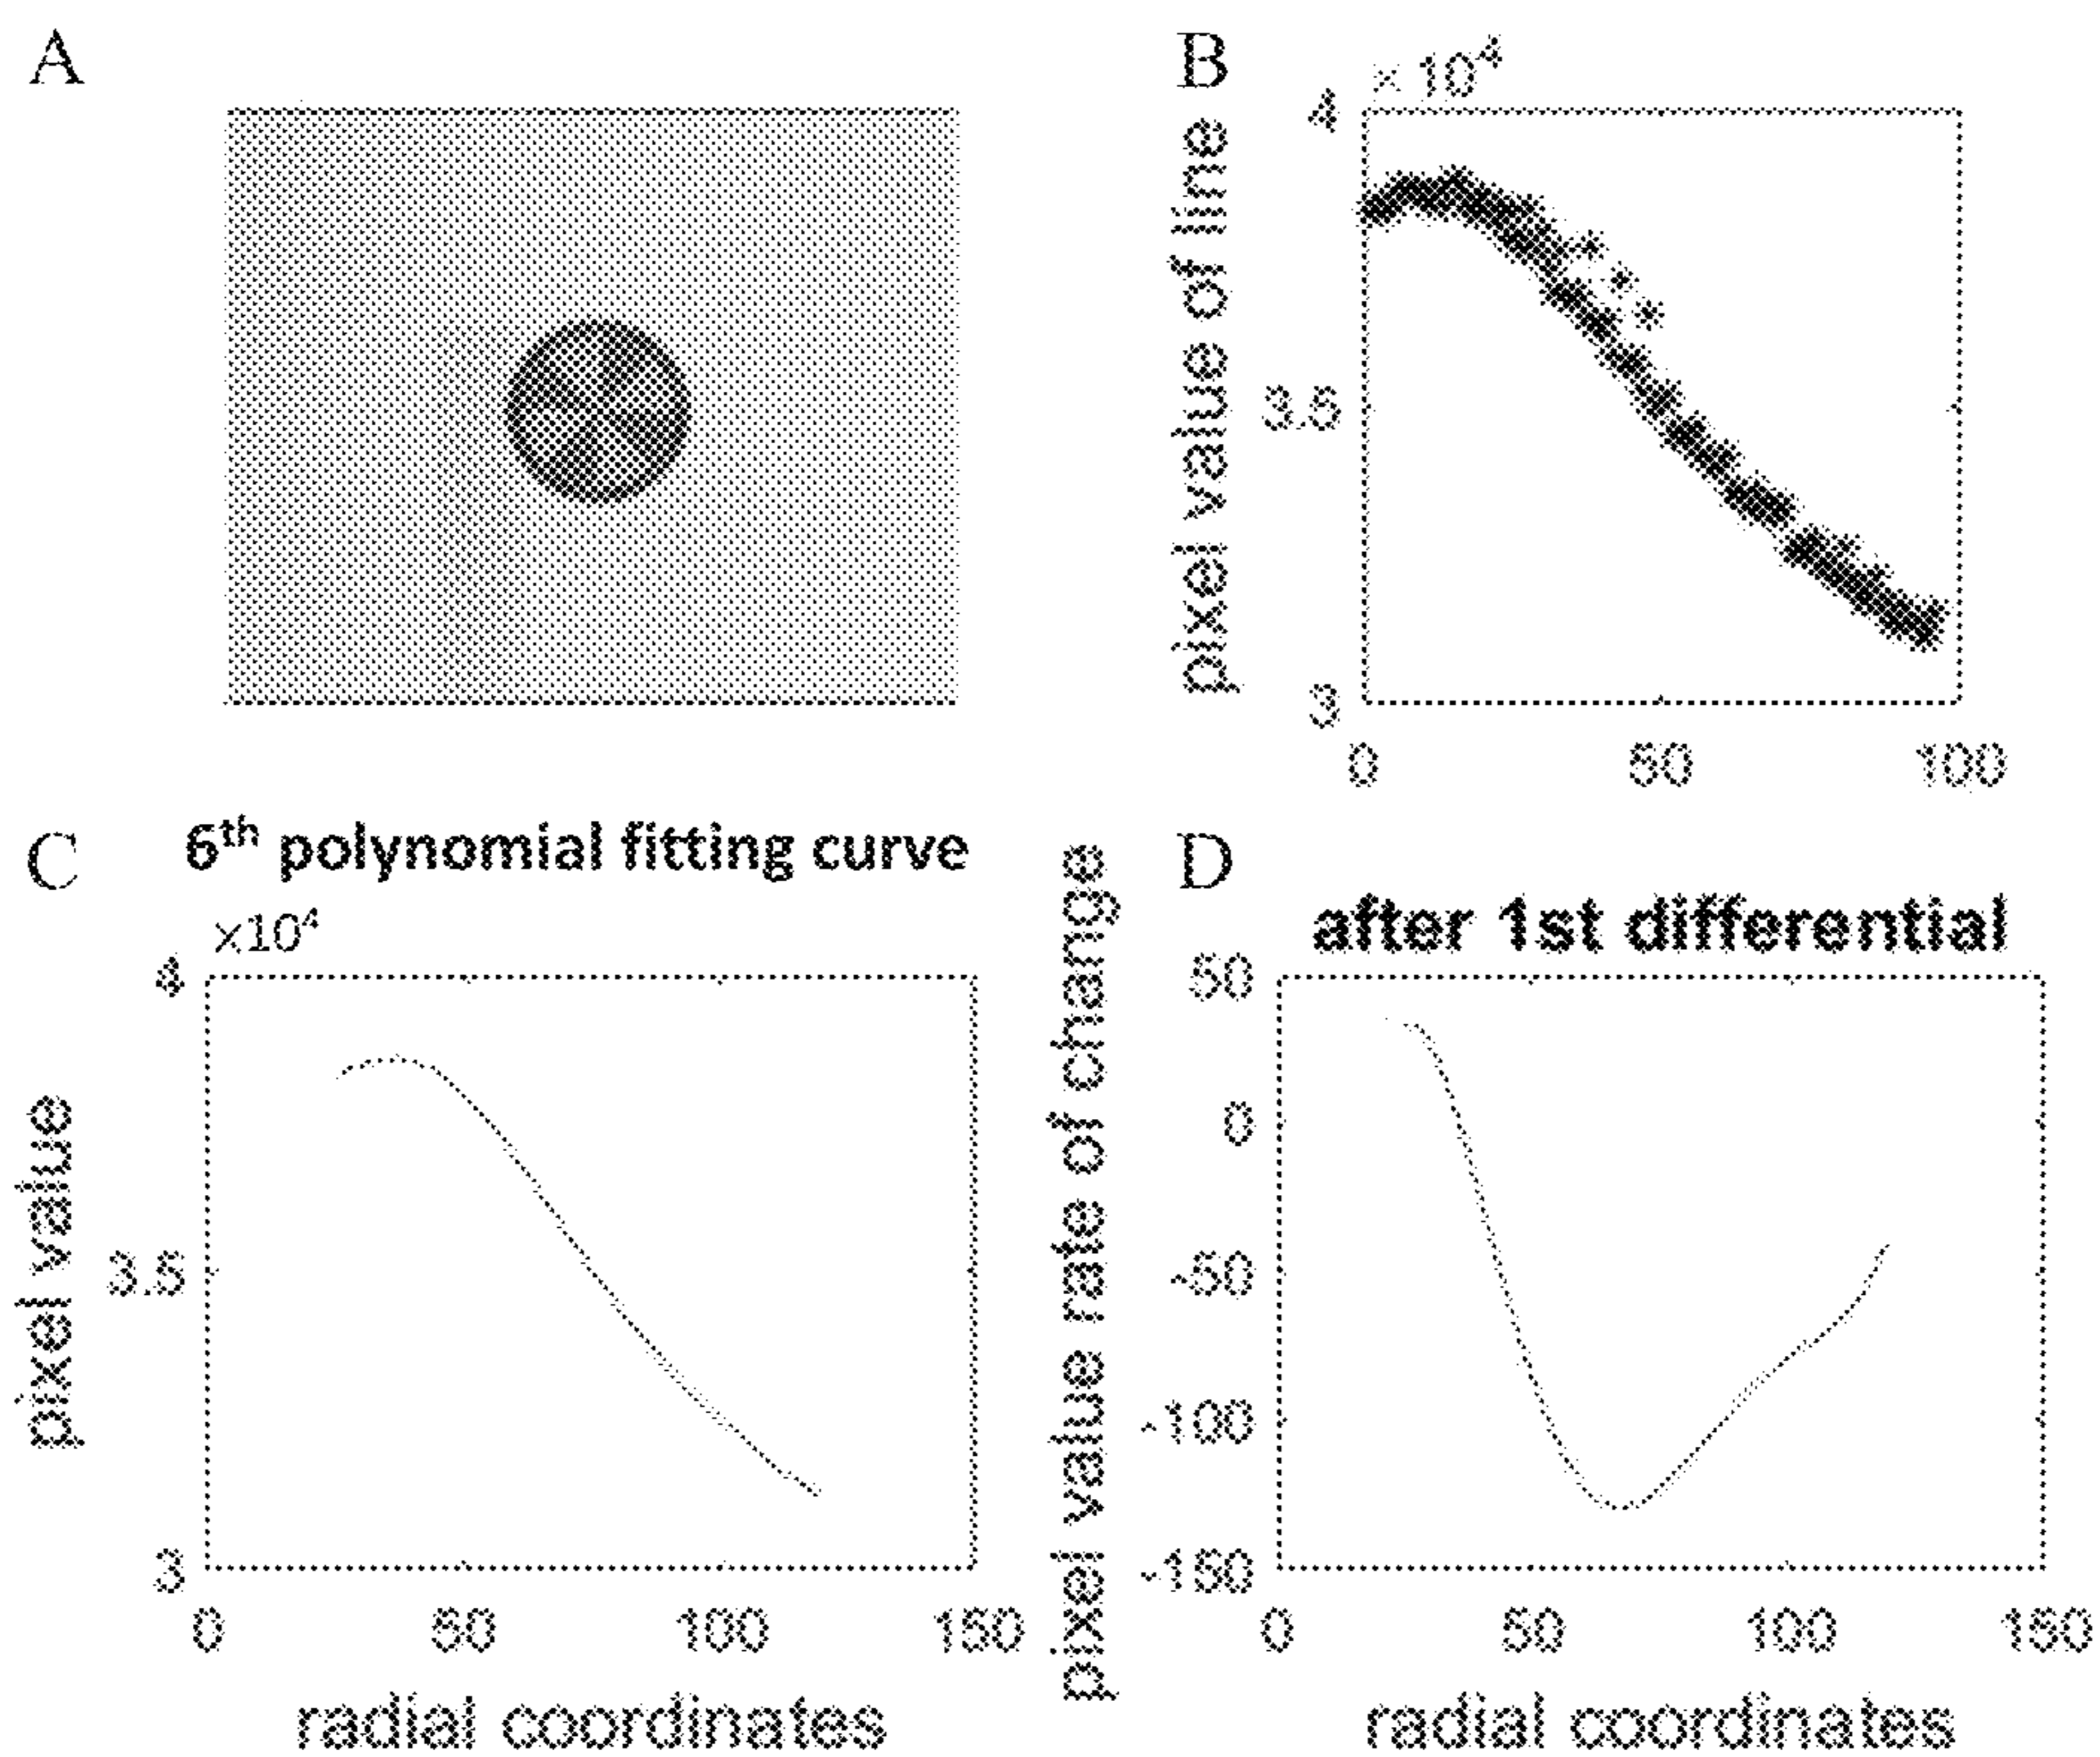 A
B
× 10⁴
pixel value of line
4
3.5
3
0 50 100
C
6th polynomial fitting curve
×10⁴
pixel value
4
3.5
3
0 50 100 150
radial coordinates
D
after 1st differential
pixel value rate of change
50
0
-50
-100
-150
0 50 100 150
radial coordinates